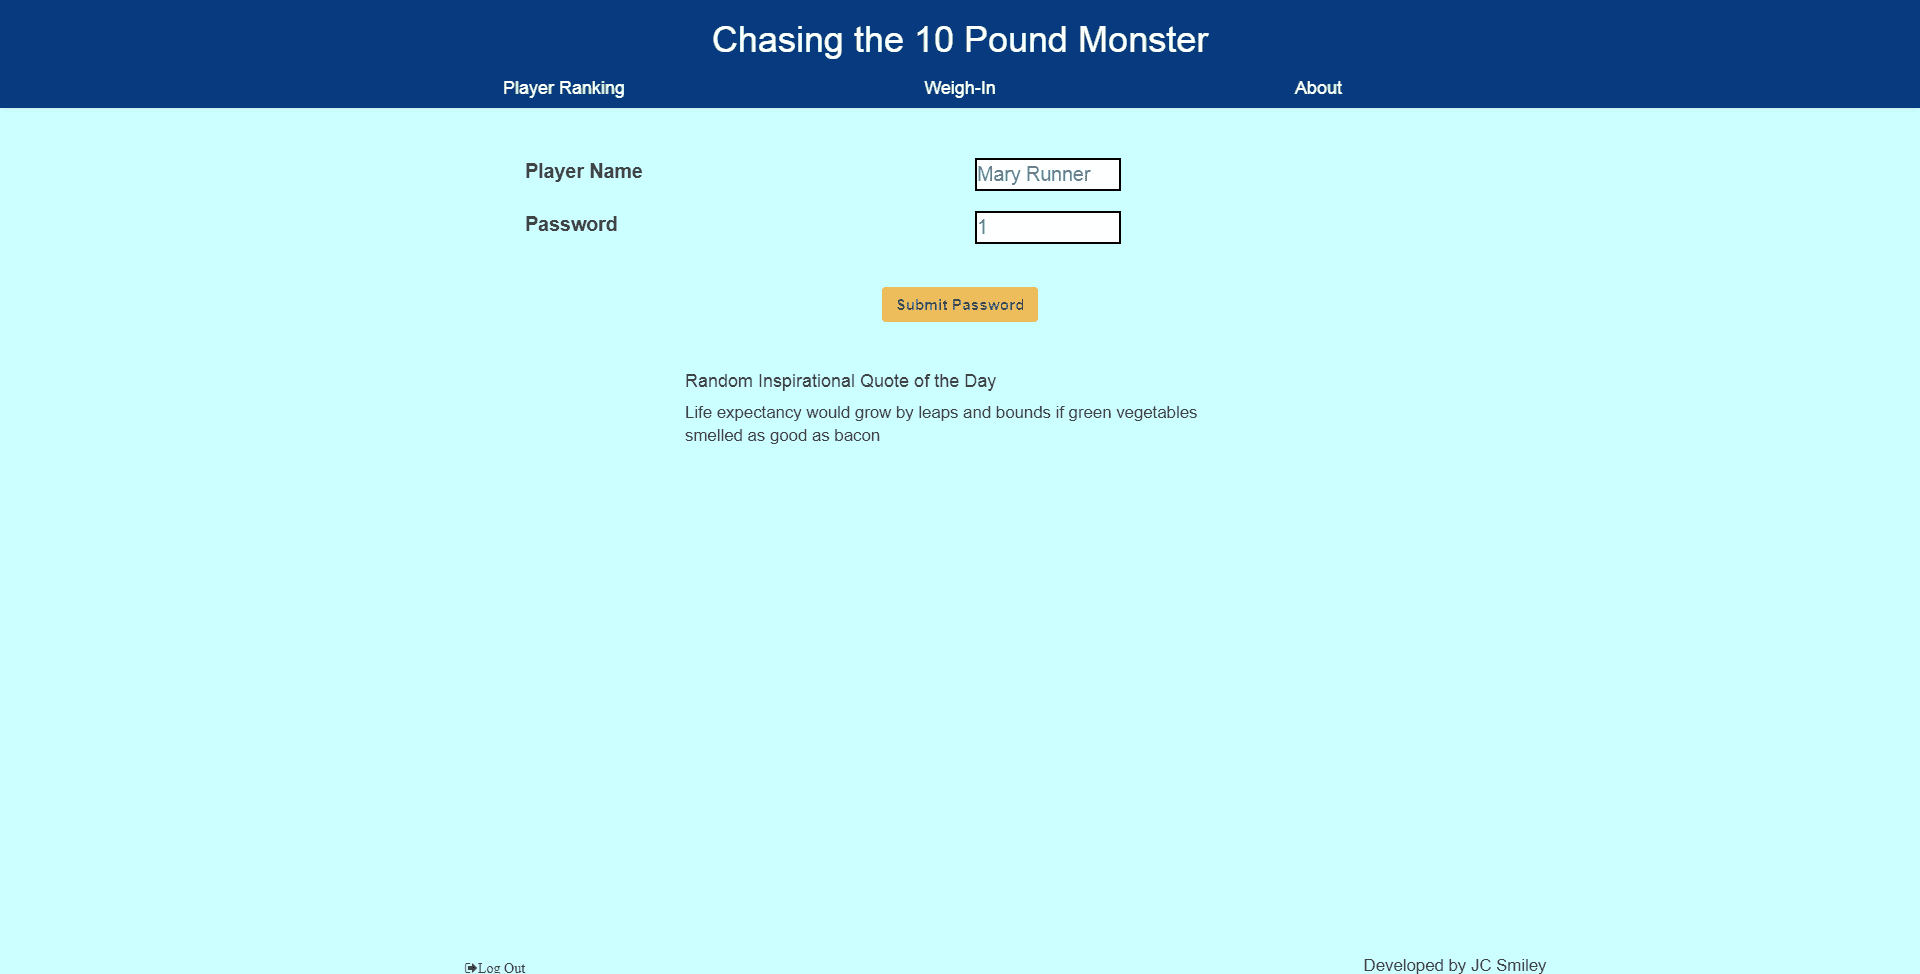 Chasing the 10 Pound Monster
Player Ranking Weigh-In About
Player Name Mary Runner
Password 1
Submit Password
Random Inspirational Quote of the Day
Life expectancy would grow by leaps and bounds if green vegetables
smelled as good as bacon
Log Out Developed by JC Smiley